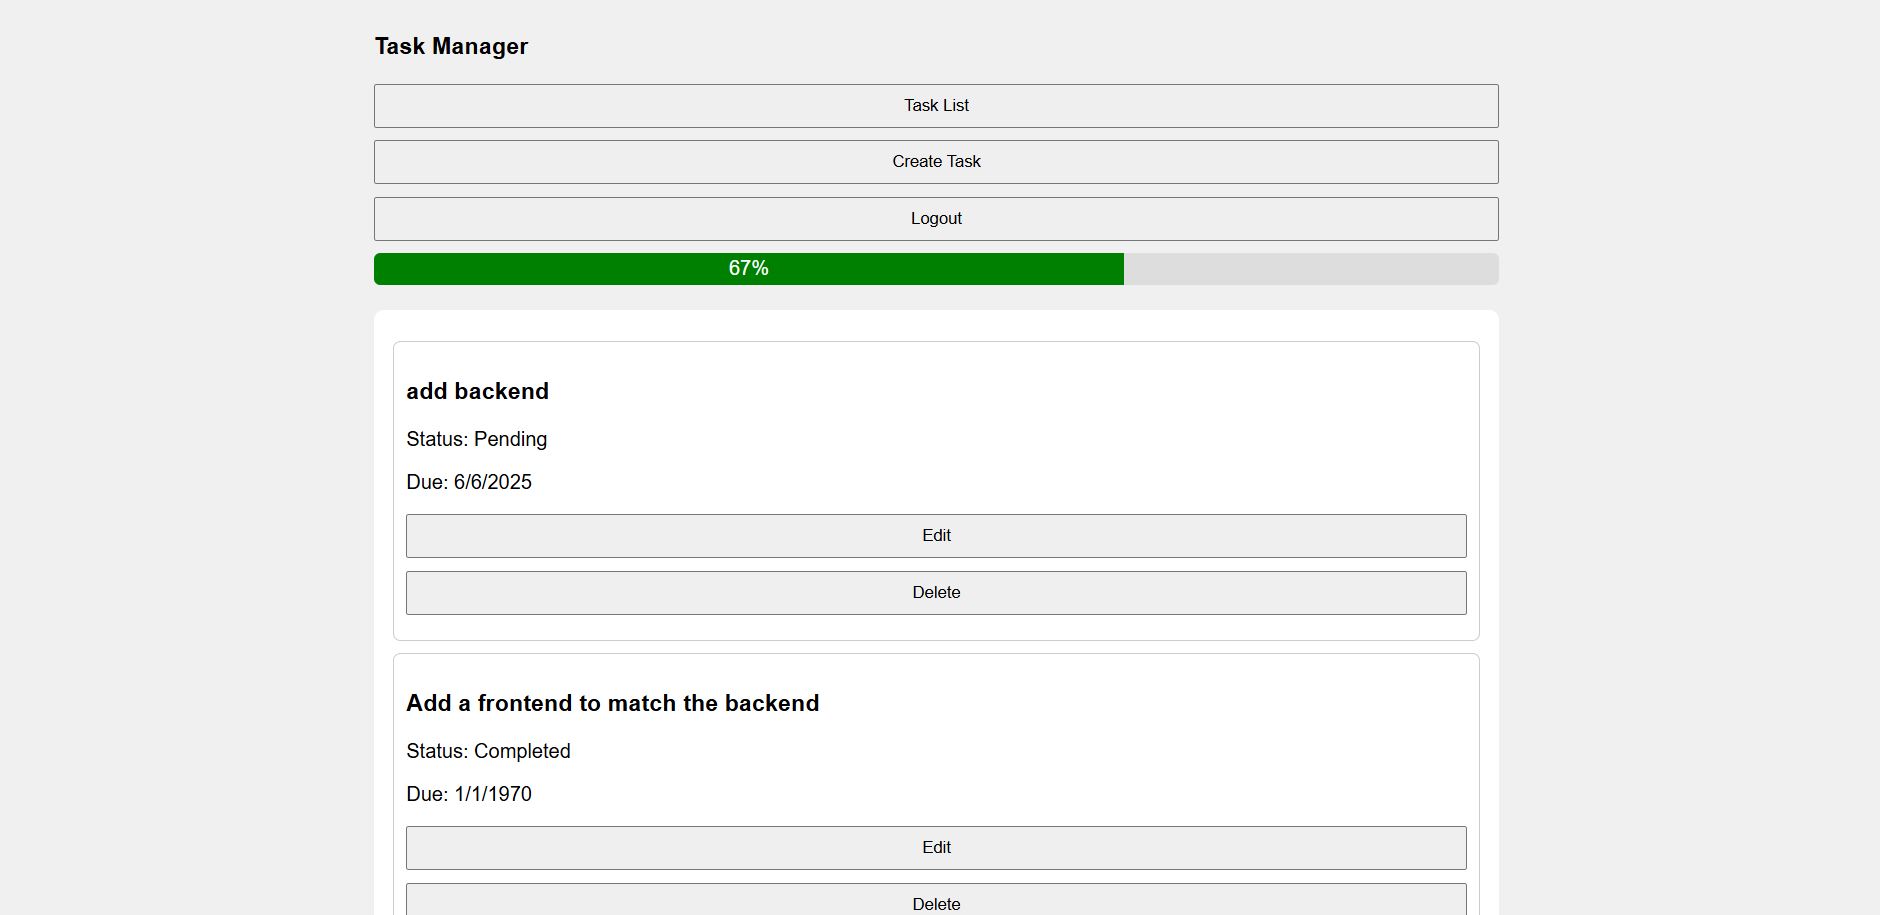 Task Manager
Task List
Create Task
Logout
67%
add backend
Status: Pending
Due: 6/6/2025
Edit
Delete
Add a frontend to match the backend
Status: Completed
Due: 1/1/1970
Edit
Delete